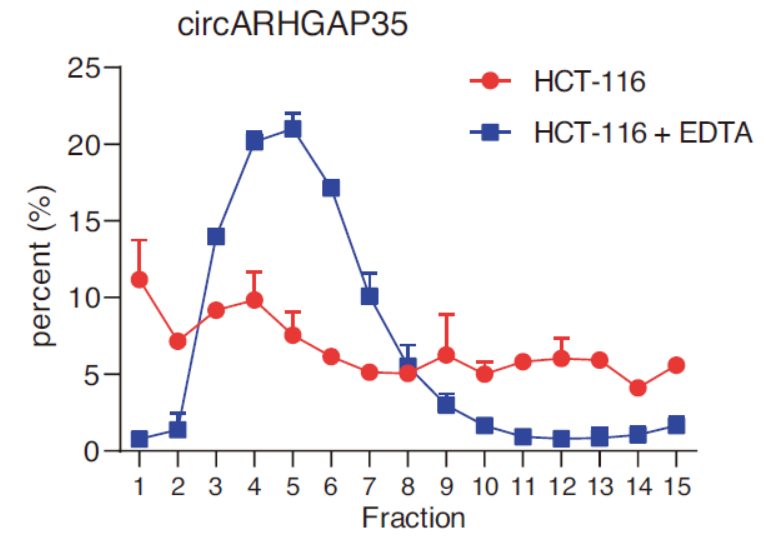 circARHGAP35
HCT-116
HCT-116 + EDTA
percent (%)
25
20
15
10
5
0
1 2 3 4 5 6 7 8 9 10 11 12 13 14 15
Fraction